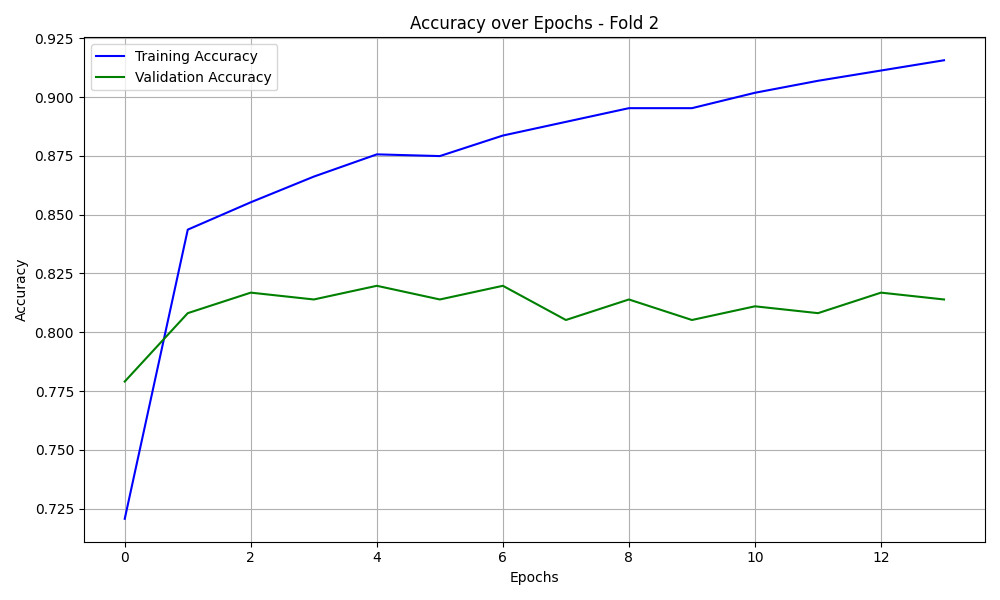 Accuracy over Epochs - Fold 2
Training Accuracy
Validation Accuracy
Accuracy
0.925
0.900
0.875
0.850
0.825
0.800
0.775
0.750
0.725
0 2 4 6 8 10 12
Epochs